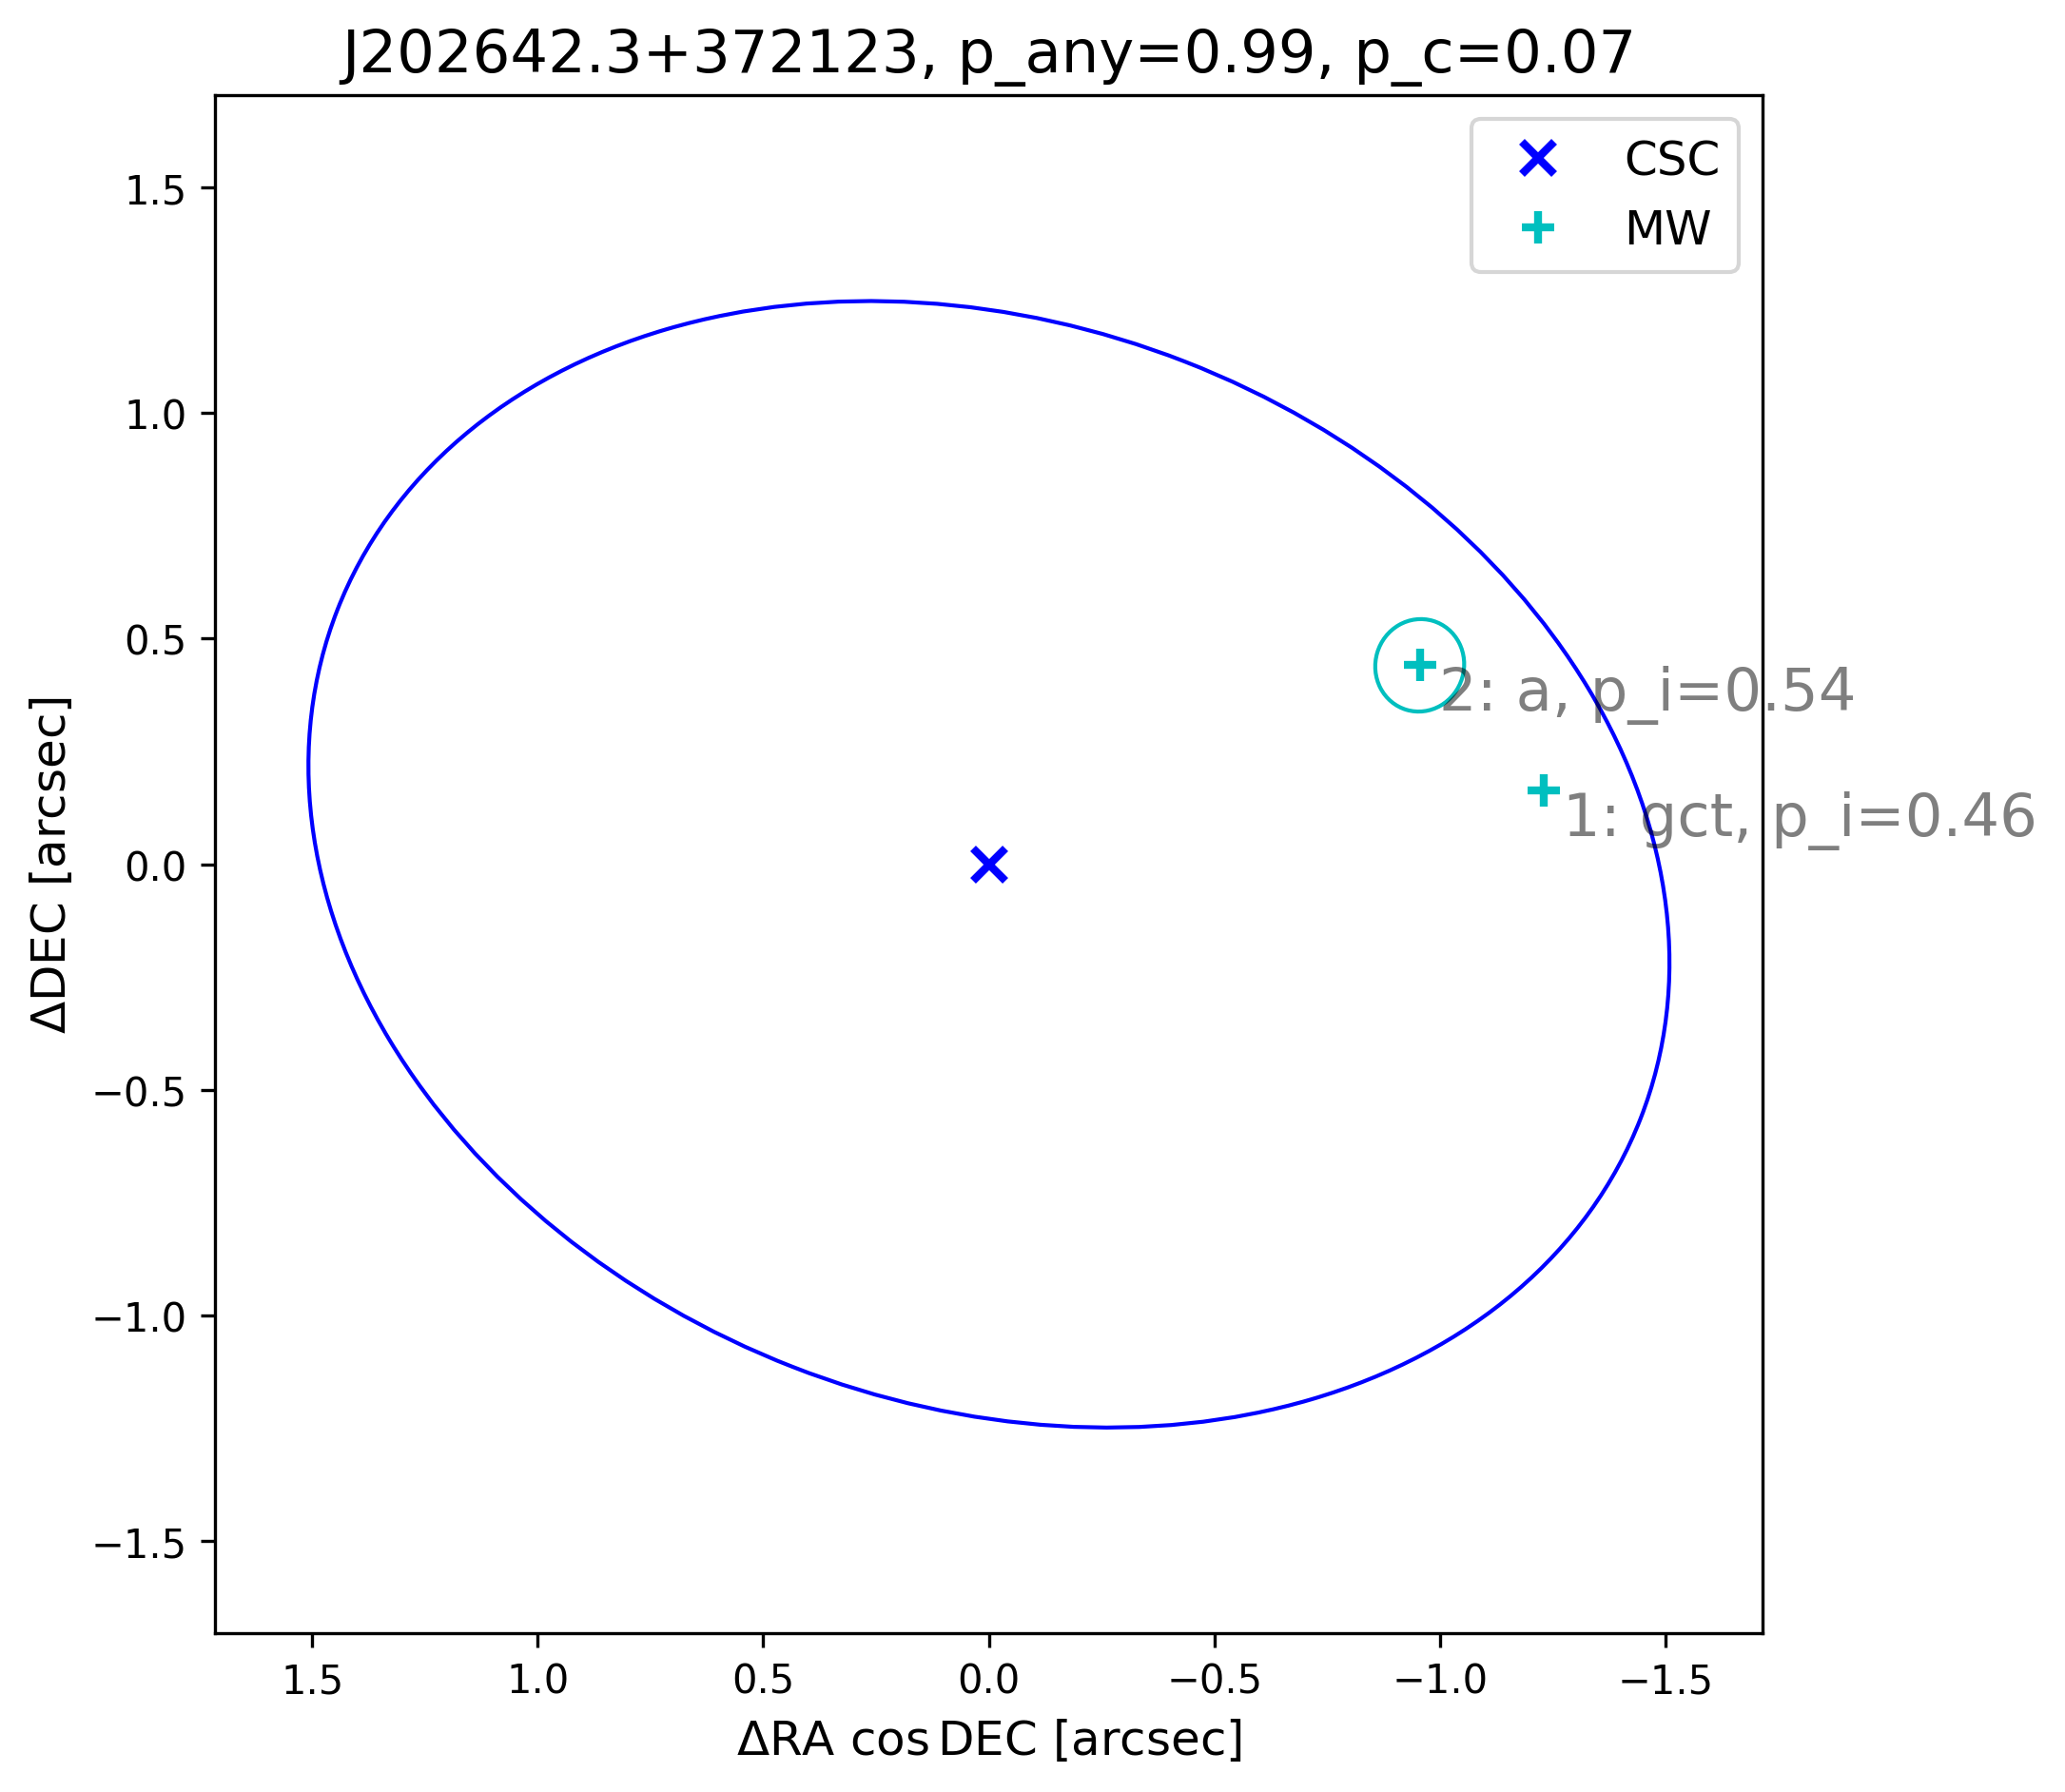 J202642.3+372123, p_any=0.99, p_c=0.07
CSC
MW
1.5
1.0
0.5
0.0
−0.5
−1.0
−1.5
ΔDEC [arcsec]
2: a, p_i=0.54
1: gct, p_i=0.46
1.5 1.0 0.5 0.0 −0.5 −1.0 −1.5
ΔRA cos DEC [arcsec]